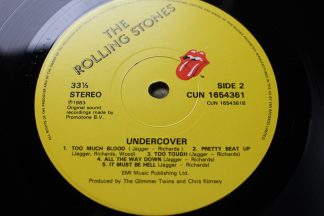 THE
ROLLING STONES
33⅓
STEREO
SIDE 2
CUN 1654361
℗1983
Original sound
recordings made by
Promotone B.V.
CUN 1654361B
UNDERCOVER
1. TOO MUCH BLOOD (Jagger - Richards) 2. PRETTY BEAT UP
(Jagger, Richards, Wood) 3. TOO TOUGH (Jagger - Richards)
4. ALL THE WAY DOWN (Jagger - Richards)
5. IT MUST BE HELL (Jagger - Richards)
EMI Music Publishing Ltd.
Produced by The Glimmer Twins and Chris Kimsey